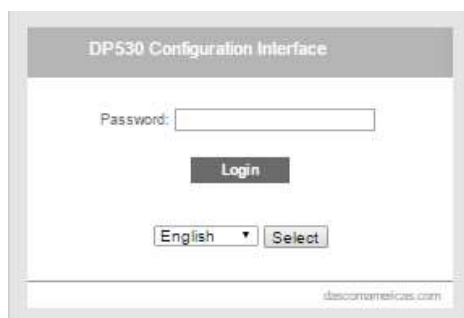 DP530 Configuration Interface
Password:
Login
English Select
dascomamericas.com